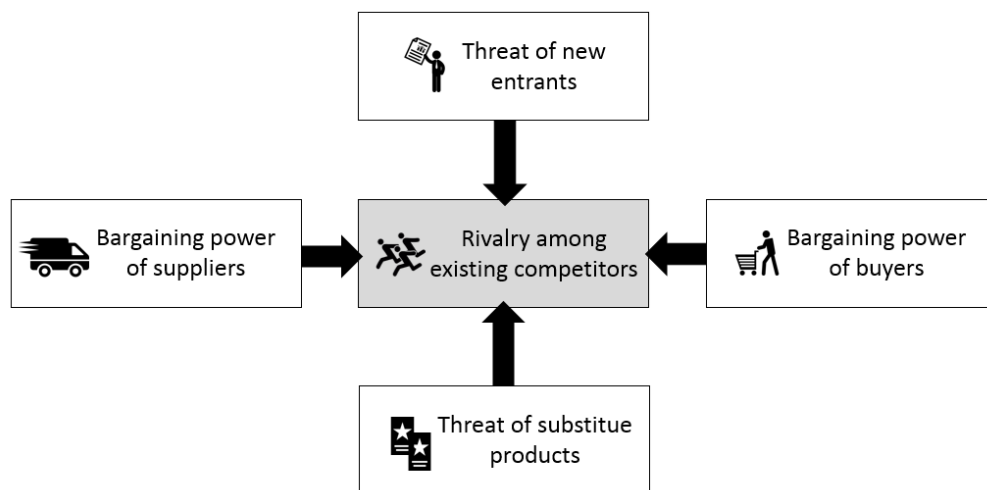 Threat of new
entrants
Bargaining power
of suppliers
Rivalry among
existing competitors
Bargaining power
of buyers
Threat of substitue
products